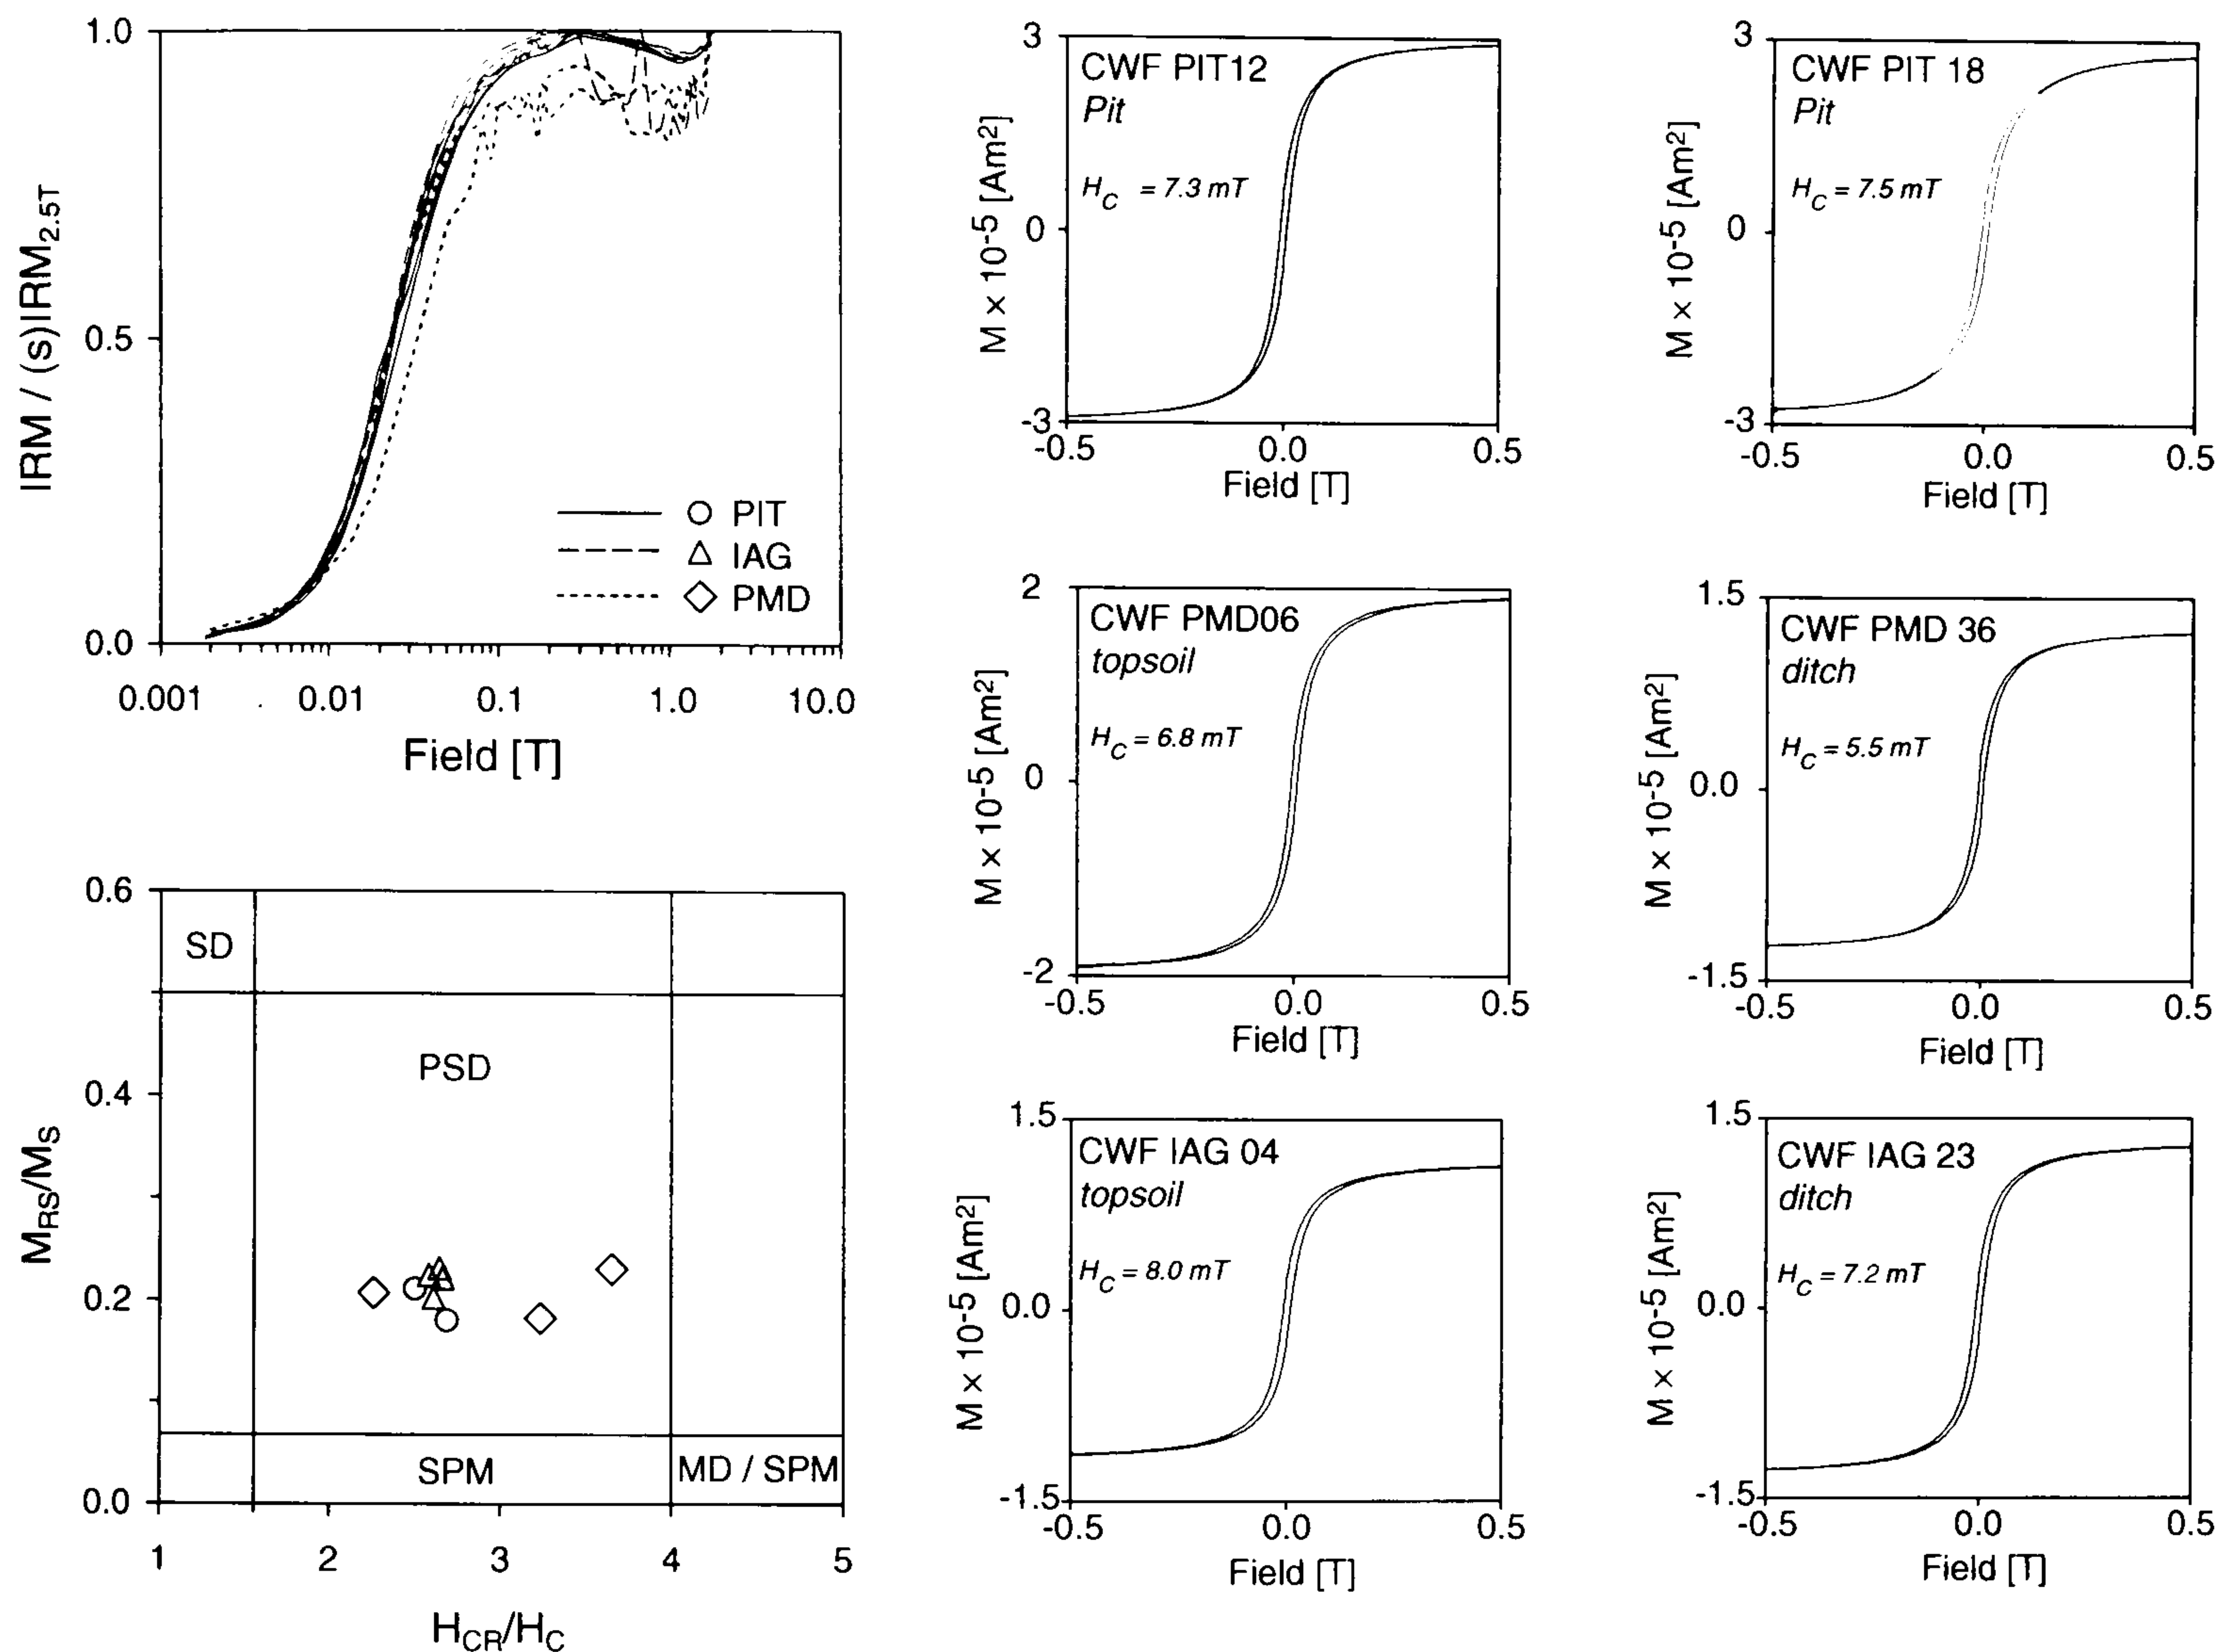 1.0
0.5
0.0
IRM / (s)IRM2.5T
PIT
IAG
PMD
0.001 0.01 0.1 1.0 10.0
Field [T]
0.6
0.4
0.2
0.0
MRS/MS
SD
PSD
SPM
MD / SPM
1 2 3 4 5
HCR/HC
3
0
-3
M × 10-5 [Am2]
CWF PIT12
Pit
HC = 7.3 mT
-0.5 0.0 0.5
Field [T]
3
0
-3
M × 10-5 [Am2]
CWF PIT 18
Pit
HC = 7.5 mT
-0.5 0.0 0.5
Field [T]
2
0
-2
M × 10-5 [Am2]
CWF PMD06
topsoil
HC = 6.8 mT
-0.5 0.0 0.5
Field [T]
1.5
0.0
-1.5
M × 10-5 [Am2]
CWF PMD 36
ditch
HC = 5.5 mT
-0.5 0.0 0.5
Field [T]
1.5
0.0
-1.5
M × 10-5 [Am2]
CWF IAG 04
topsoil
HC = 8.0 mT
-0.5 0.0 0.5
Field [T]
1.5
0.0
-1.5
M × 10-5 [Am2]
CWF IAG 23
ditch
HC = 7.2 mT
-0.5 0.0 0.5
Field [T]